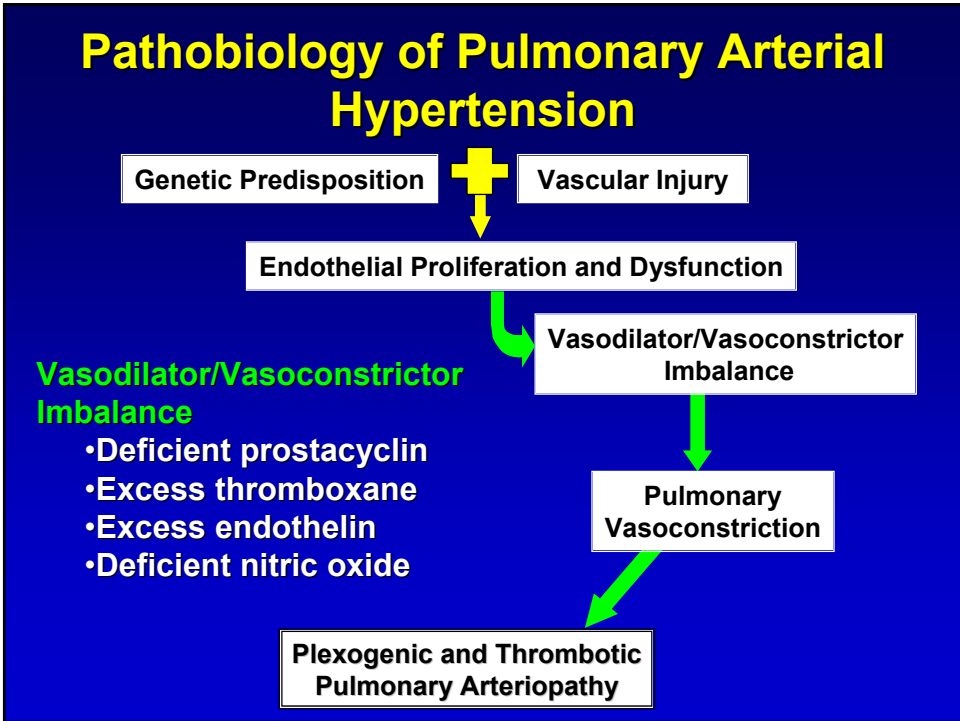 Pathobiology of Pulmonary Arterial
Hypertension
Genetic Predisposition
Vascular Injury
Endothelial Proliferation and Dysfunction
Vasodilator/Vasoconstrictor
Imbalance
Vasodilator/Vasoconstrictor
Imbalance
•Deficient prostacyclin
•Excess thromboxane
•Excess endothelin
•Deficient nitric oxide
Pulmonary
Vasoconstriction
Plexogenic and Thrombotic
Pulmonary Arteriopathy